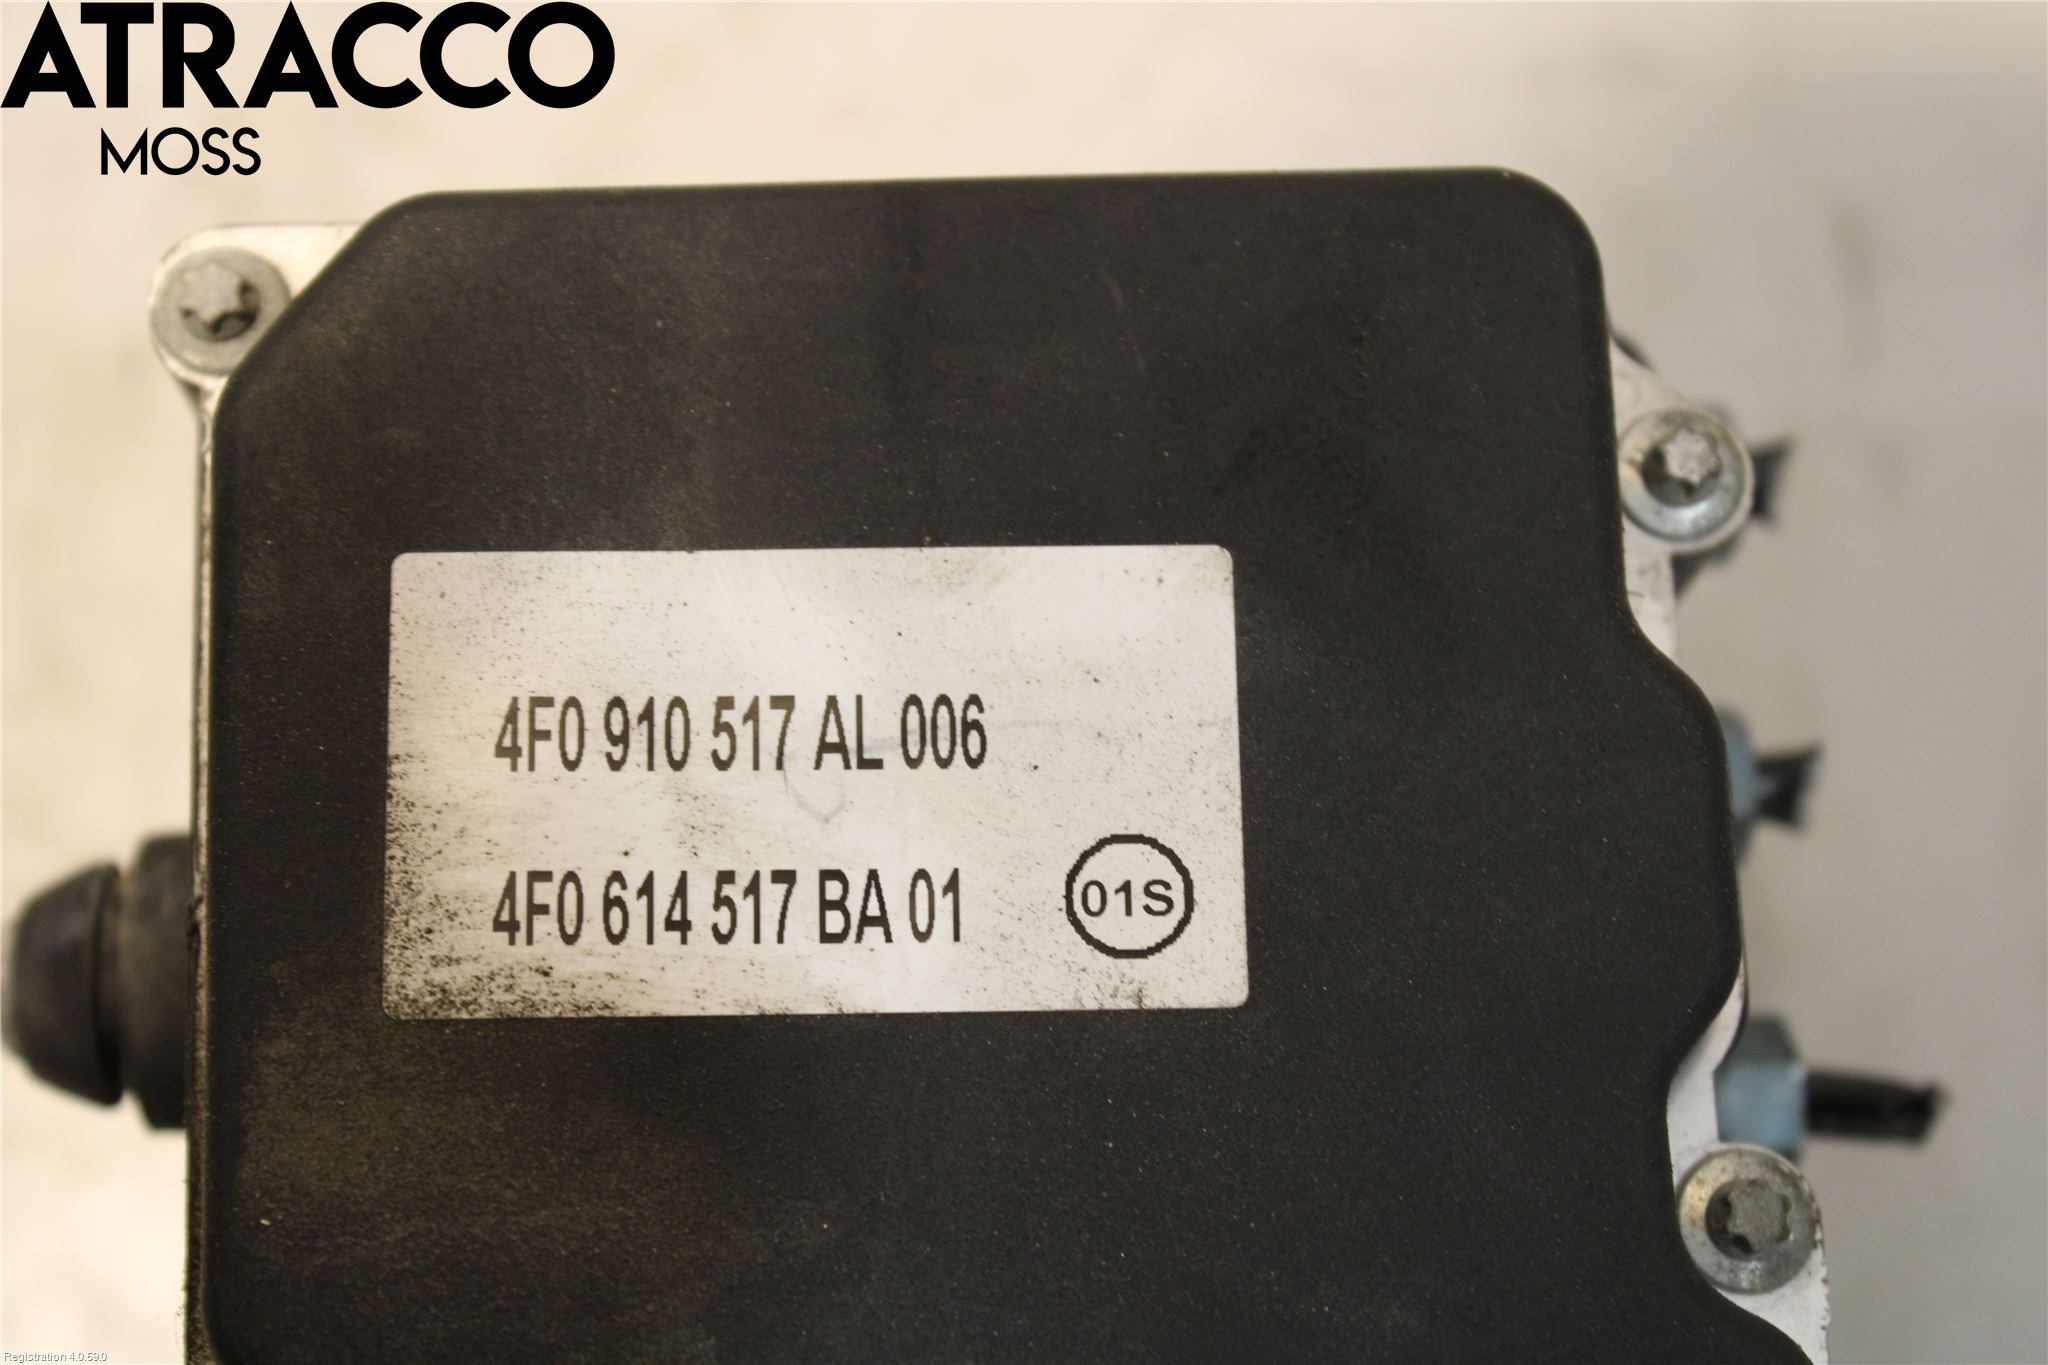 ATRACCO
MOSS
4F0 910 517 AL 006
4F0 614 517 BA 01
01S
Registration 4.0.59.0